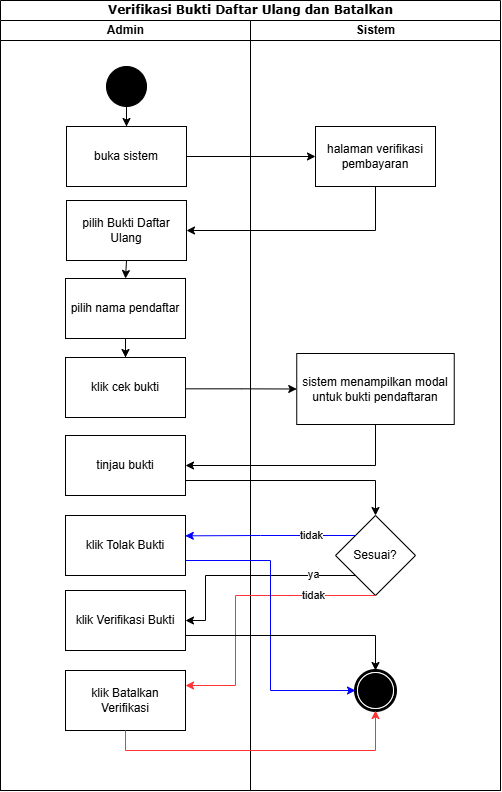 Verifikasi Bukti Daftar Ulang dan Batalkan
Admin
Sistem
buka sistem
halaman verifikasi
pembayaran
pilih Bukti Daftar
Ulang
pilih nama pendaftar
klik cek bukti
sistem menampilkan modal
untuk bukti pendaftaran
tinjau bukti
klik Tolak Bukti
tidak
Sesuai?
ya
tidak
klik Verifikasi Bukti
klik Batalkan
Verifikasi